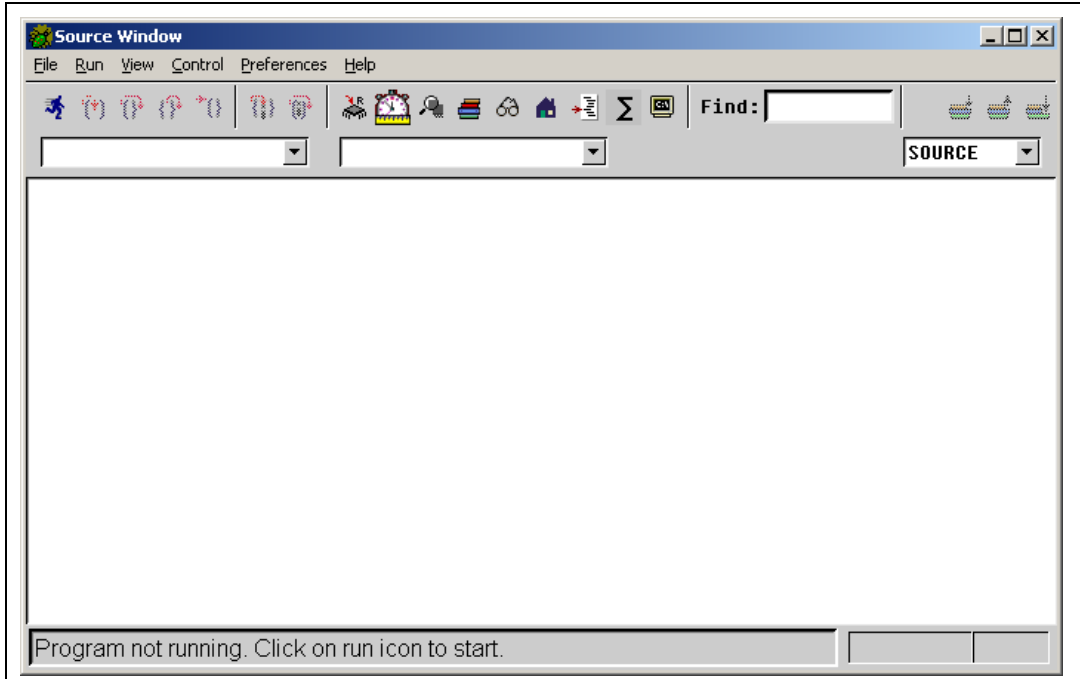 Source Window
File Run View Control Preferences Help
Find:
SOURCE
Program not running. Click on run icon to start.